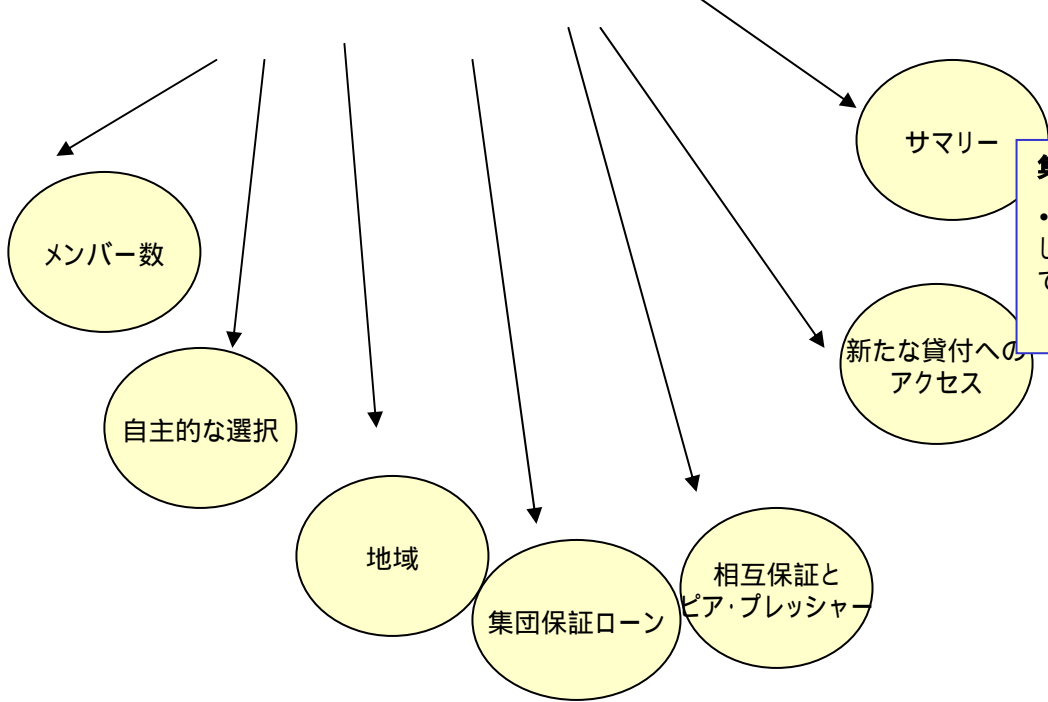 サマリー
メンバー数
新たな貸付への
アクセス
自主的な選択
地域
相互保証と
ピア・プレッシャー
集団保証ローン